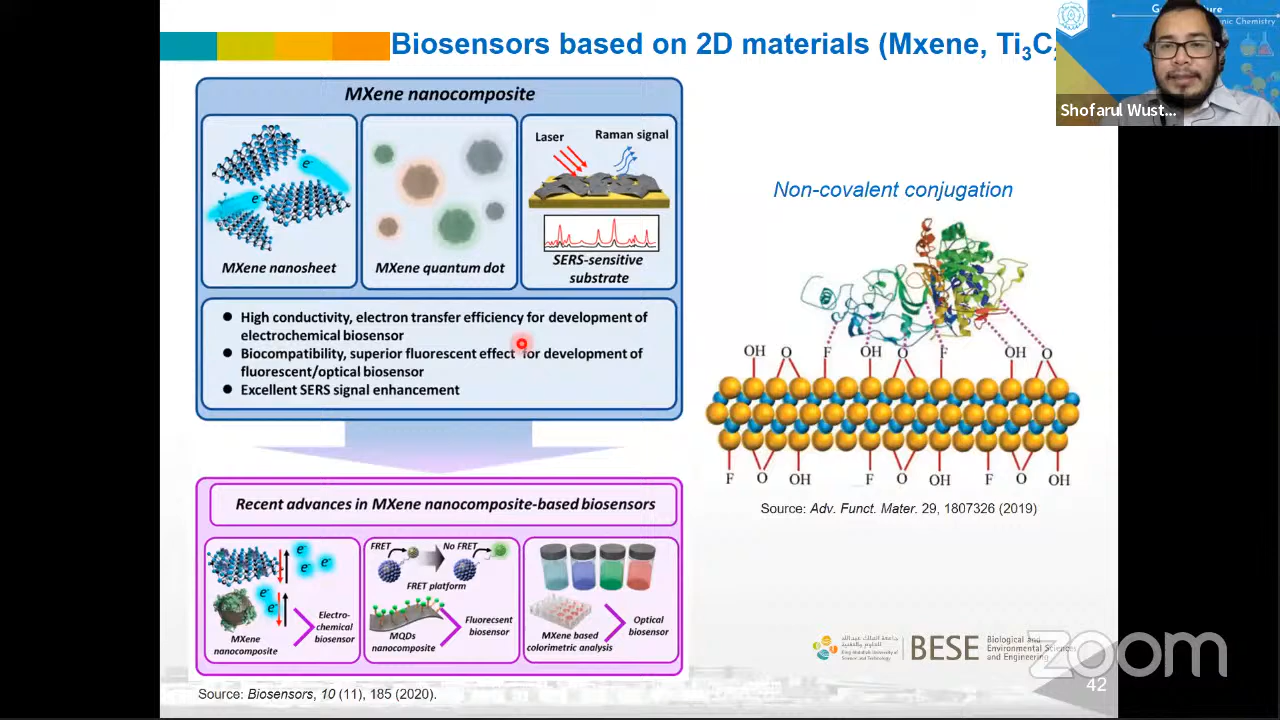 Biosensors based on 2D materials (Mxene, Ti3C
Shofarul Wust...
MXene nanocomposite
MXene nanosheet
e-
e-
MXene quantum dot
Laser
Raman signal
SERS-sensitive
substrate
● High conductivity, electron transfer efficiency for development of
electrochemical biosensor
● Biocompatibility, superior fluorescent effect for development of
fluorescent/optical biosensor
● Excellent SERS signal enhancement
Recent advances in MXene nanocomposite-based biosensors
e-
e-
e-
e-
e-
MXene
nanocomposite
Electro-
chemical
biosensor
FRET
No FRET
FRET platform
MQDs
nanocomposite
Fluorescent
biosensor
MXene based
colorimetric analysis
Optical
biosensor
Source: Biosensors, 10 (11), 185 (2020).
Non-covalent conjugation
OH O F OH O F OH O
F O OH F O OH F O OH
Source: Adv. Funct. Mater. 29, 1807326 (2019)
BESE
Biological and
Environmental Scienc
and Engineering
zoom
42